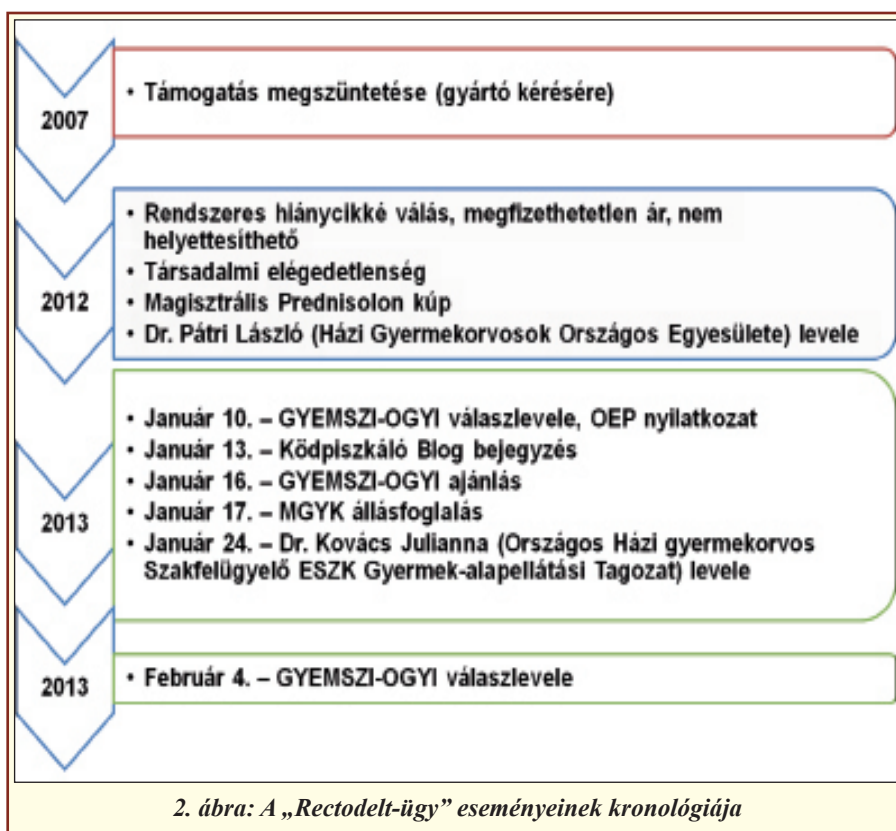 2007
• Támogatás megszüntetése (gyártó kérésére)
2012
• Rendszeres hiánycikké válás, megfizethetetlen ár, nem
helyettesíthető
• Társadalmi elégedetlenség
• Magisztrális Prednisolon kúp
• Dr. Pátri László (Házi Gyermekorvosok Országos Egyesülete) levele
2013
• Január 10. – GYEMSZI-OGYI válaszlevele, OEP nyilatkozat
• Január 13. – Ködpiszkáló Blog bejegyzés
• Január 16. – GYEMSZI-OGYI ajánlás
• Január 17. – MGYK állásfoglalás
• Január 24. – Dr. Kovács Julianna (Országos Házi gyermekorvos
Szakfelügyelő ESZK Gyermek-alapellátási Tagozat) levele
2013
• Február 4. – GYEMSZI-OGYI válaszlevele
2. ábra: A „Rectodelt-ügy” eseményeinek kronológiája